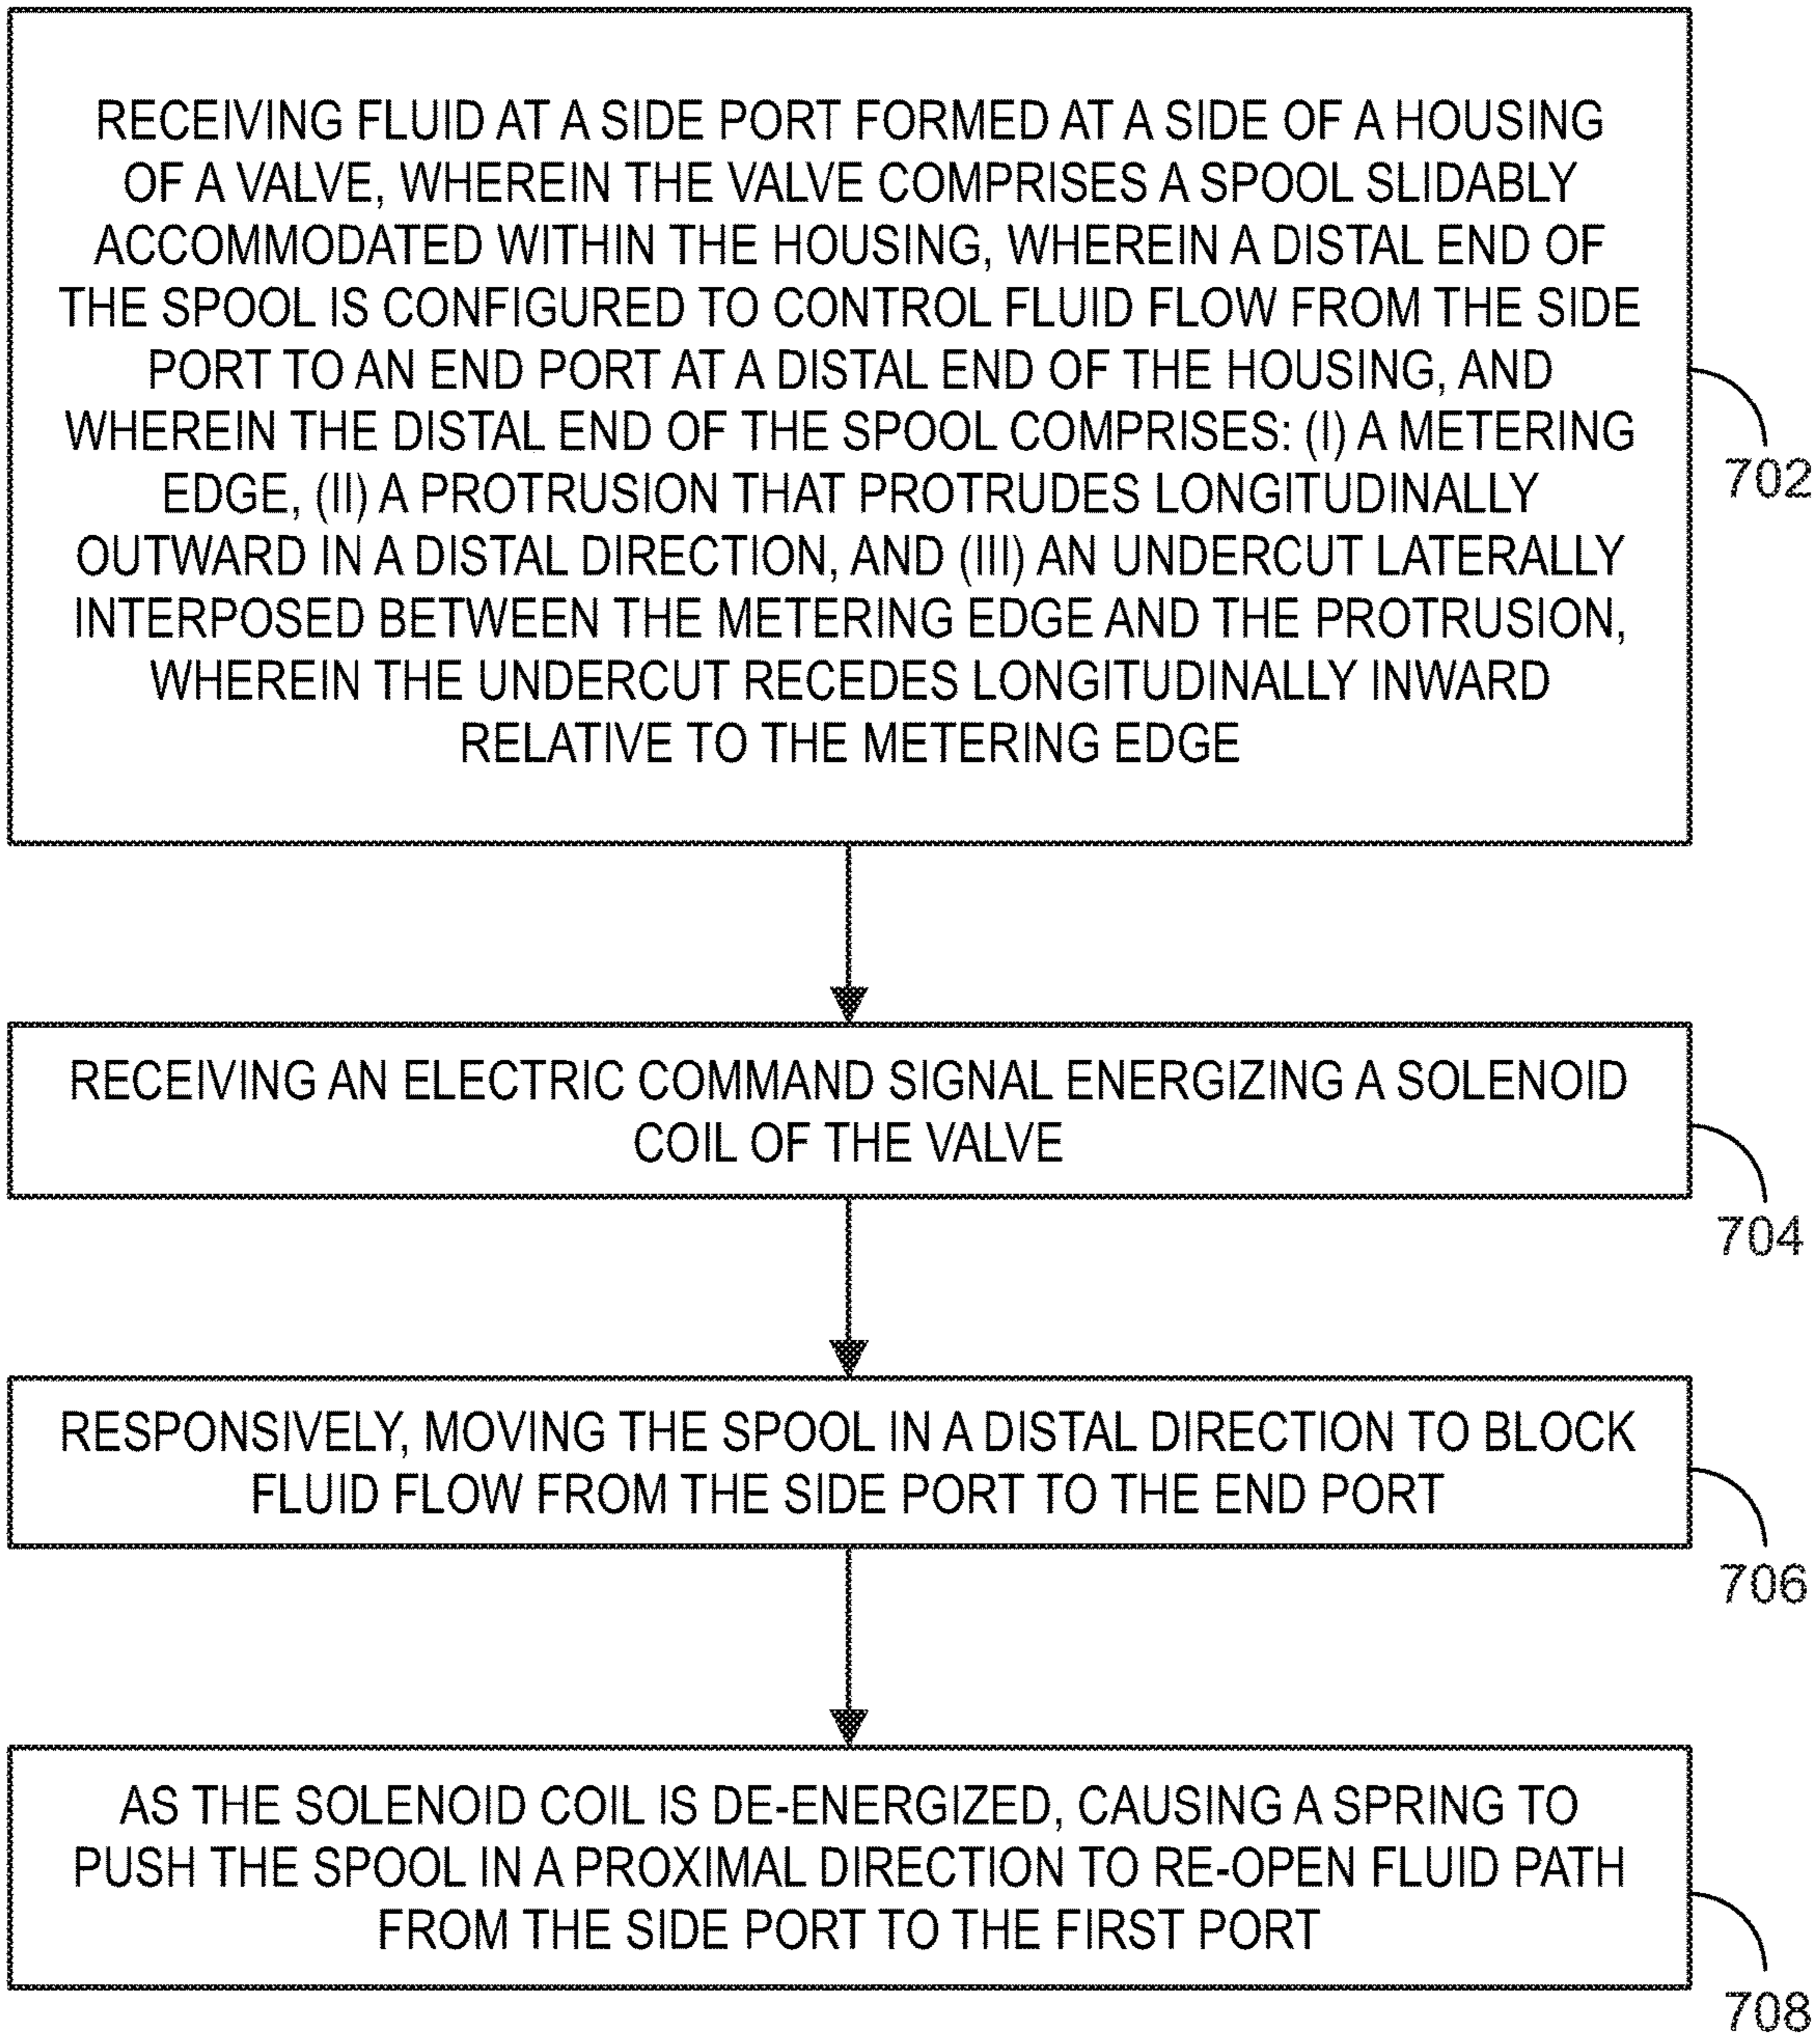 RECEIVING FLUID AT A SIDE PORT FORMED AT A SIDE OF A HOUSING
OF A VALVE, WHEREIN THE VALVE COMPRISES A SPOOL SLIDABLY
ACCOMMODATED WITHIN THE HOUSING, WHEREIN A DISTAL END OF
THE SPOOL IS CONFIGURED TO CONTROL FLUID FLOW FROM THE SIDE
PORT TO AN END PORT AT A DISTAL END OF THE HOUSING, AND
WHEREIN THE DISTAL END OF THE SPOOL COMPRISES: (I) A METERING
EDGE, (II) A PROTRUSION THAT PROTRUDES LONGITUDINALLY
OUTWARD IN A DISTAL DIRECTION, AND (III) AN UNDERCUT LATERALLY
INTERPOSED BETWEEN THE METERING EDGE AND THE PROTRUSION,
WHEREIN THE UNDERCUT RECEDES LONGITUDINALLY INWARD
RELATIVE TO THE METERING EDGE
702
RECEIVING AN ELECTRIC COMMAND SIGNAL ENERGIZING A SOLENOID
COIL OF THE VALVE
704
RESPONSIVELY, MOVING THE SPOOL IN A DISTAL DIRECTION TO BLOCK
FLUID FLOW FROM THE SIDE PORT TO THE END PORT
706
AS THE SOLENOID COIL IS DE-ENERGIZED, CAUSING A SPRING TO
PUSH THE SPOOL IN A PROXIMAL DIRECTION TO RE-OPEN FLUID PATH
FROM THE SIDE PORT TO THE FIRST PORT
708